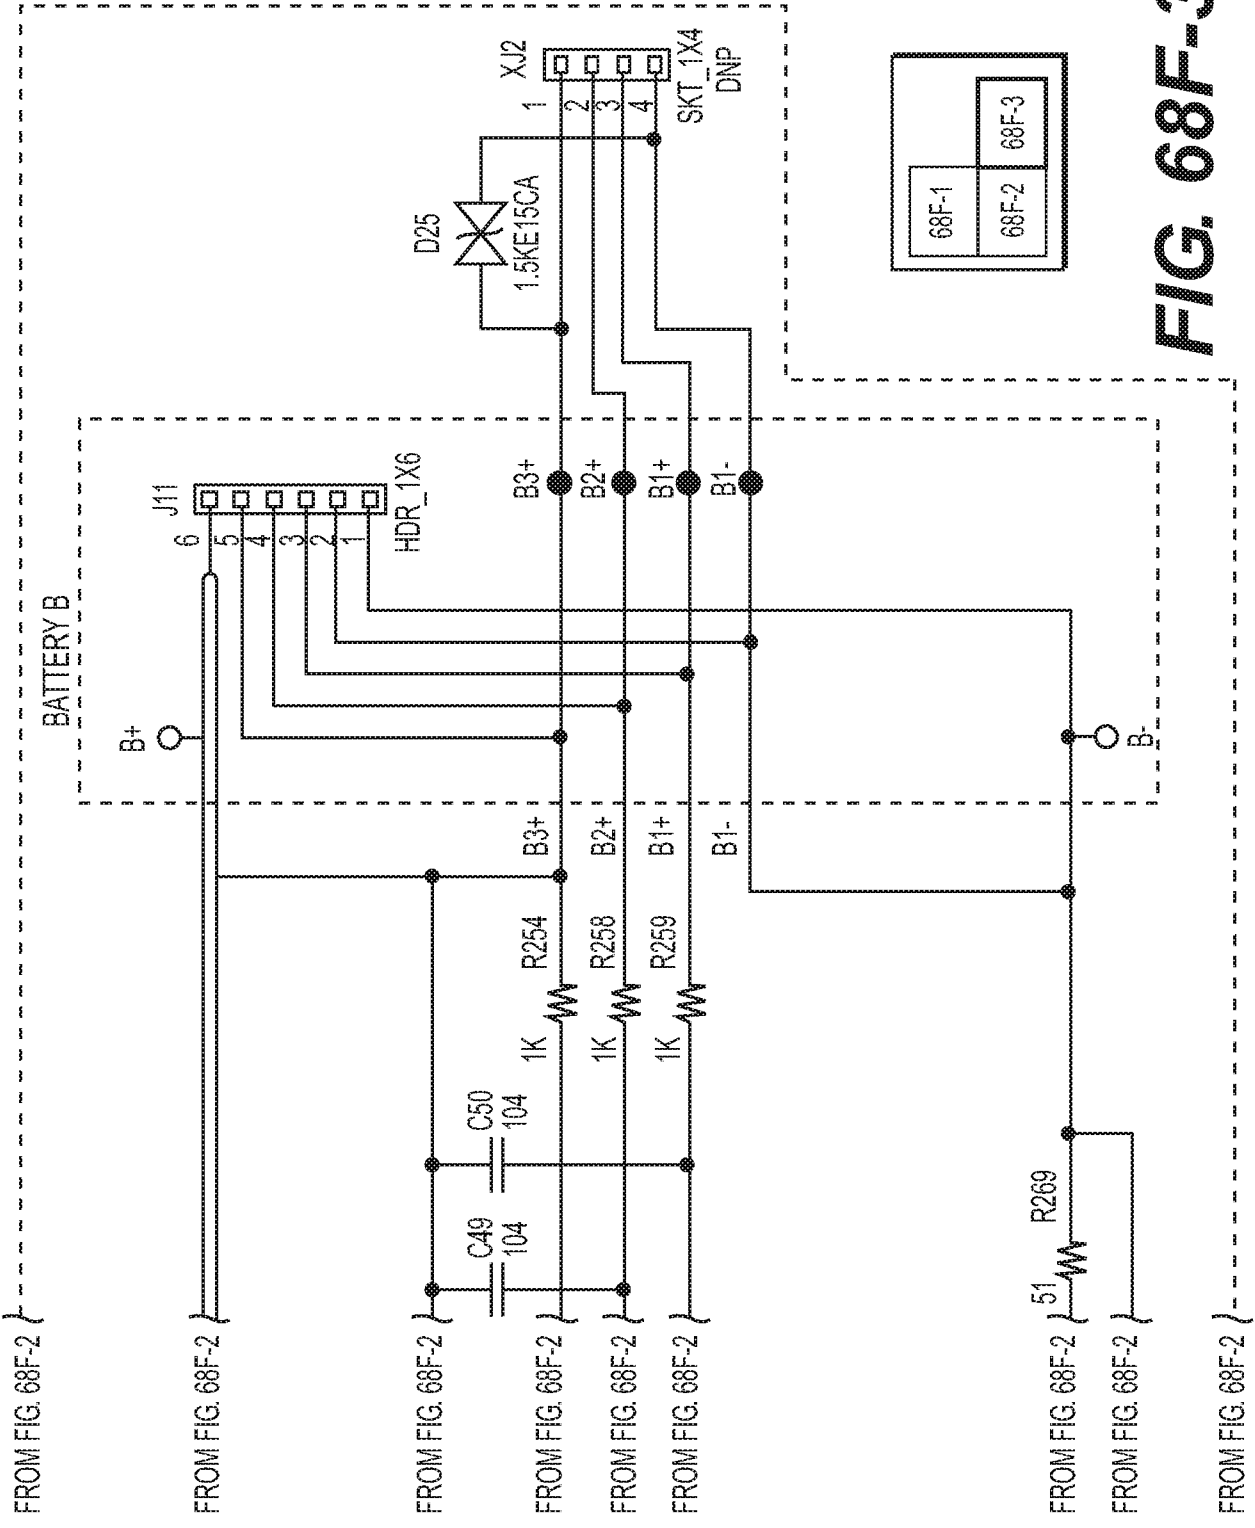 BATTERY B
B+
J11
6
5
4
3
2
1
HDR_1X6
D25
1.5KE15CA
XJ2
1
2
3
4
SKT_1X4
DNP
B3+
B2+
B1+
B1-
B-
B3+
B2+
B1+
B1-
R254
R258
R259
1K
1K
1K
C50
104
C49
104
R269
51
FROM FIG. 68F-2
FROM FIG. 68F-2
FROM FIG. 68F-2
FROM FIG. 68F-2
FROM FIG. 68F-2
FROM FIG. 68F-2
FROM FIG. 68F-2
FROM FIG. 68F-2
FROM FIG. 68F-2
68F-1
68F-2
68F-3
FIG. 68F-3